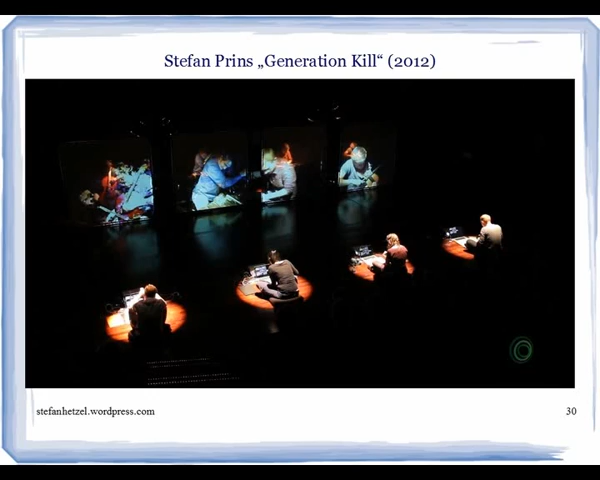 Stefan Prins „Generation Kill“ (2012)
stefanhetzel.wordpress.com
30